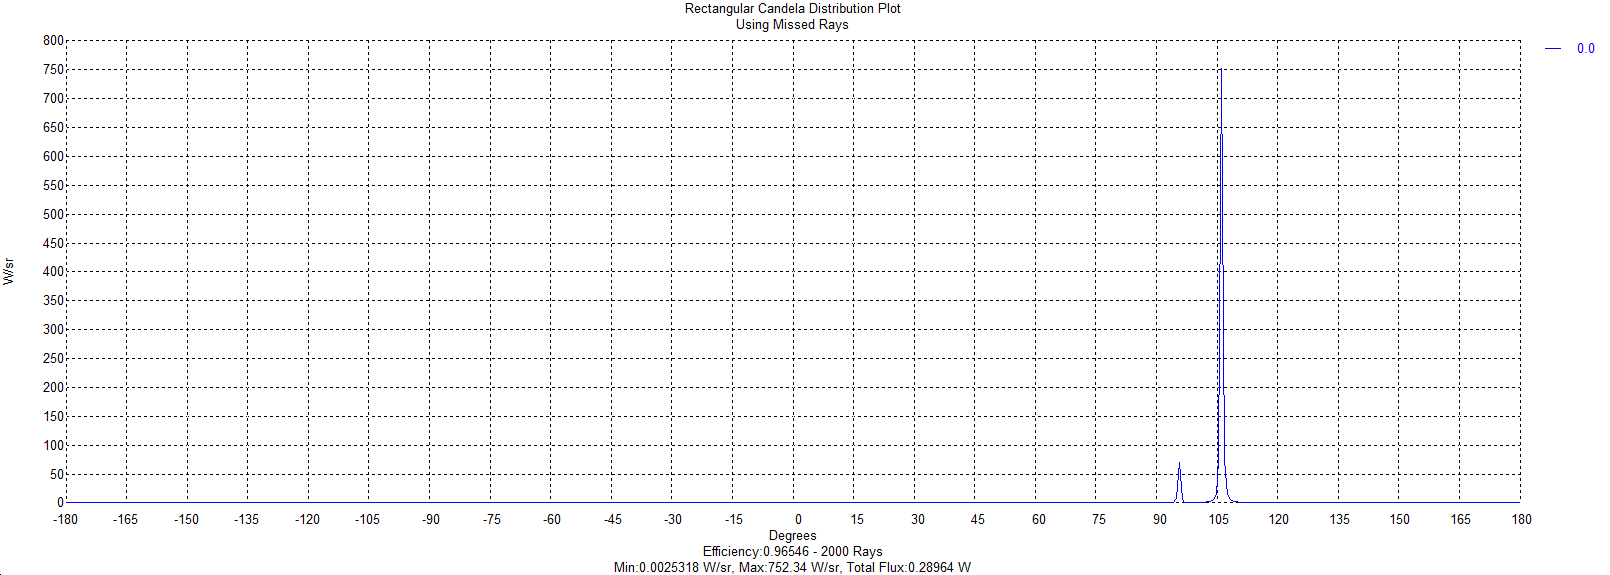 Rectangular Candela Distribution Plot
Using Missed Rays
0.0
800
750
700
650
600
550
500
450
400
350
300
250
200
150
100
50
0
W/sr
-180 -165 -150 -135 -120 -105 -90 -75 -60 -45 -30 -15 0 15 30 45 60 75 90 105 120 135 150 165 180
Degrees
Efficiency:0.96546 - 2000 Rays
Min:0.0025318 W/sr, Max:752.34 W/sr, Total Flux:0.28964 W